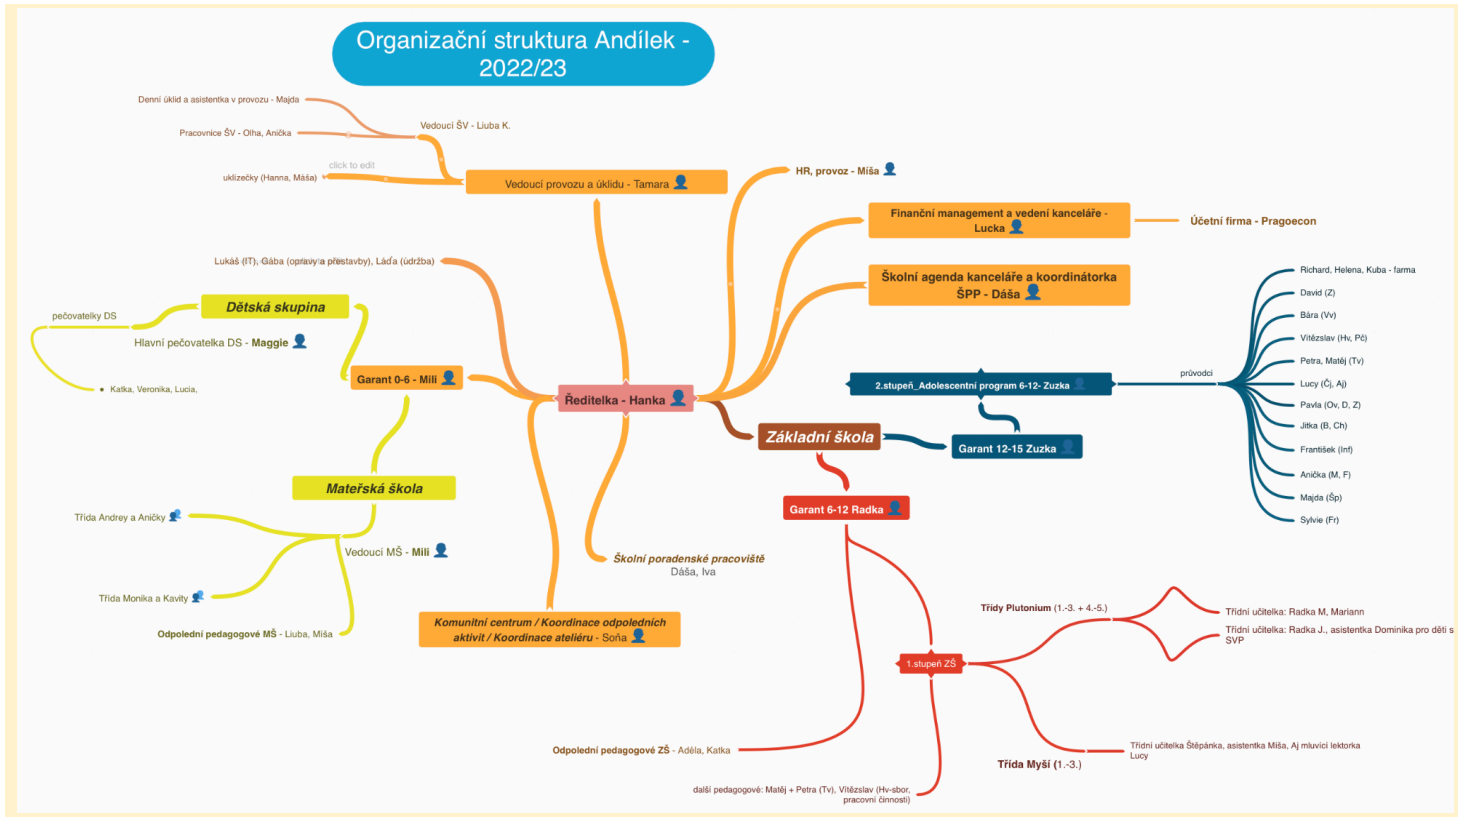 Organizační struktura Andílek -
2022/23
Denní úklid a asistentka v provozu - Majda
Pracovnice ŠV - Olha, Anička
Vedoucí ŠV - Liuba K.
click to edit
uklízečky (Hanna, Máša)
Vedoucí provozu a úklidu - Tamara
HR, provoz - Míša
Finanční management a vedení kanceláře -
Lucka
Účetní firma - Pragoecon
Školní agenda kanceláře a koordinátorka
ŠPP - Dáša
Lukáš (IT), Gába (opravy a přestavby), Láďa (údržba)
Dětská skupina
pečovatelky DS
Hlavní pečovatelka DS - Maggie
Katka, Veronika, Lucia,
Garant 0-6 - Mili
Ředitelka - Hanka
2.stupeň_Adolescentní program 6-12- Zuzka
průvodci
Richard, Helena, Kuba - farma
David (Z)
Bára (Vv)
Vítězslav (Hv, Pč)
Petra, Matěj (Tv)
Lucy (Čj, Aj)
Pavla (Ov, D, Z)
Jitka (B, Ch)
František (Inf)
Anička (M, F)
Majda (Šp)
Sylvie (Fr)
Základní škola
Garant 12-15 Zuzka
Mateřská škola
Třída Andrey a Aničky
Vedoucí MŠ - Mili
Třída Monika a Kavity
Odpolední pedagogové MŠ - Liuba, Míša
Garant 6-12 Radka
Školní poradenské pracoviště
Dáša, Iva
Komunitní centrum / Koordinace odpoledních
aktivit / Koordinace ateliéru - Soňa
Třídy Plutonium (1.-3. + 4.-5.)
Třídní učitelka: Radka M, Mariann
Třídní učitelka: Radka J., asistentka Dominika pro děti s
SVP
1.stupeň ZŠ
Odpolední pedagogové ZŠ - Adéla, Katka
Třída Myší (1.-3.)
Třídní učitelka Štěpánka, asistentka Míša, Aj mluvící lektorka
Lucy
další pedagogové: Matěj + Petra (Tv), Vítězslav (Hv-sbor,
pracovní činnosti)